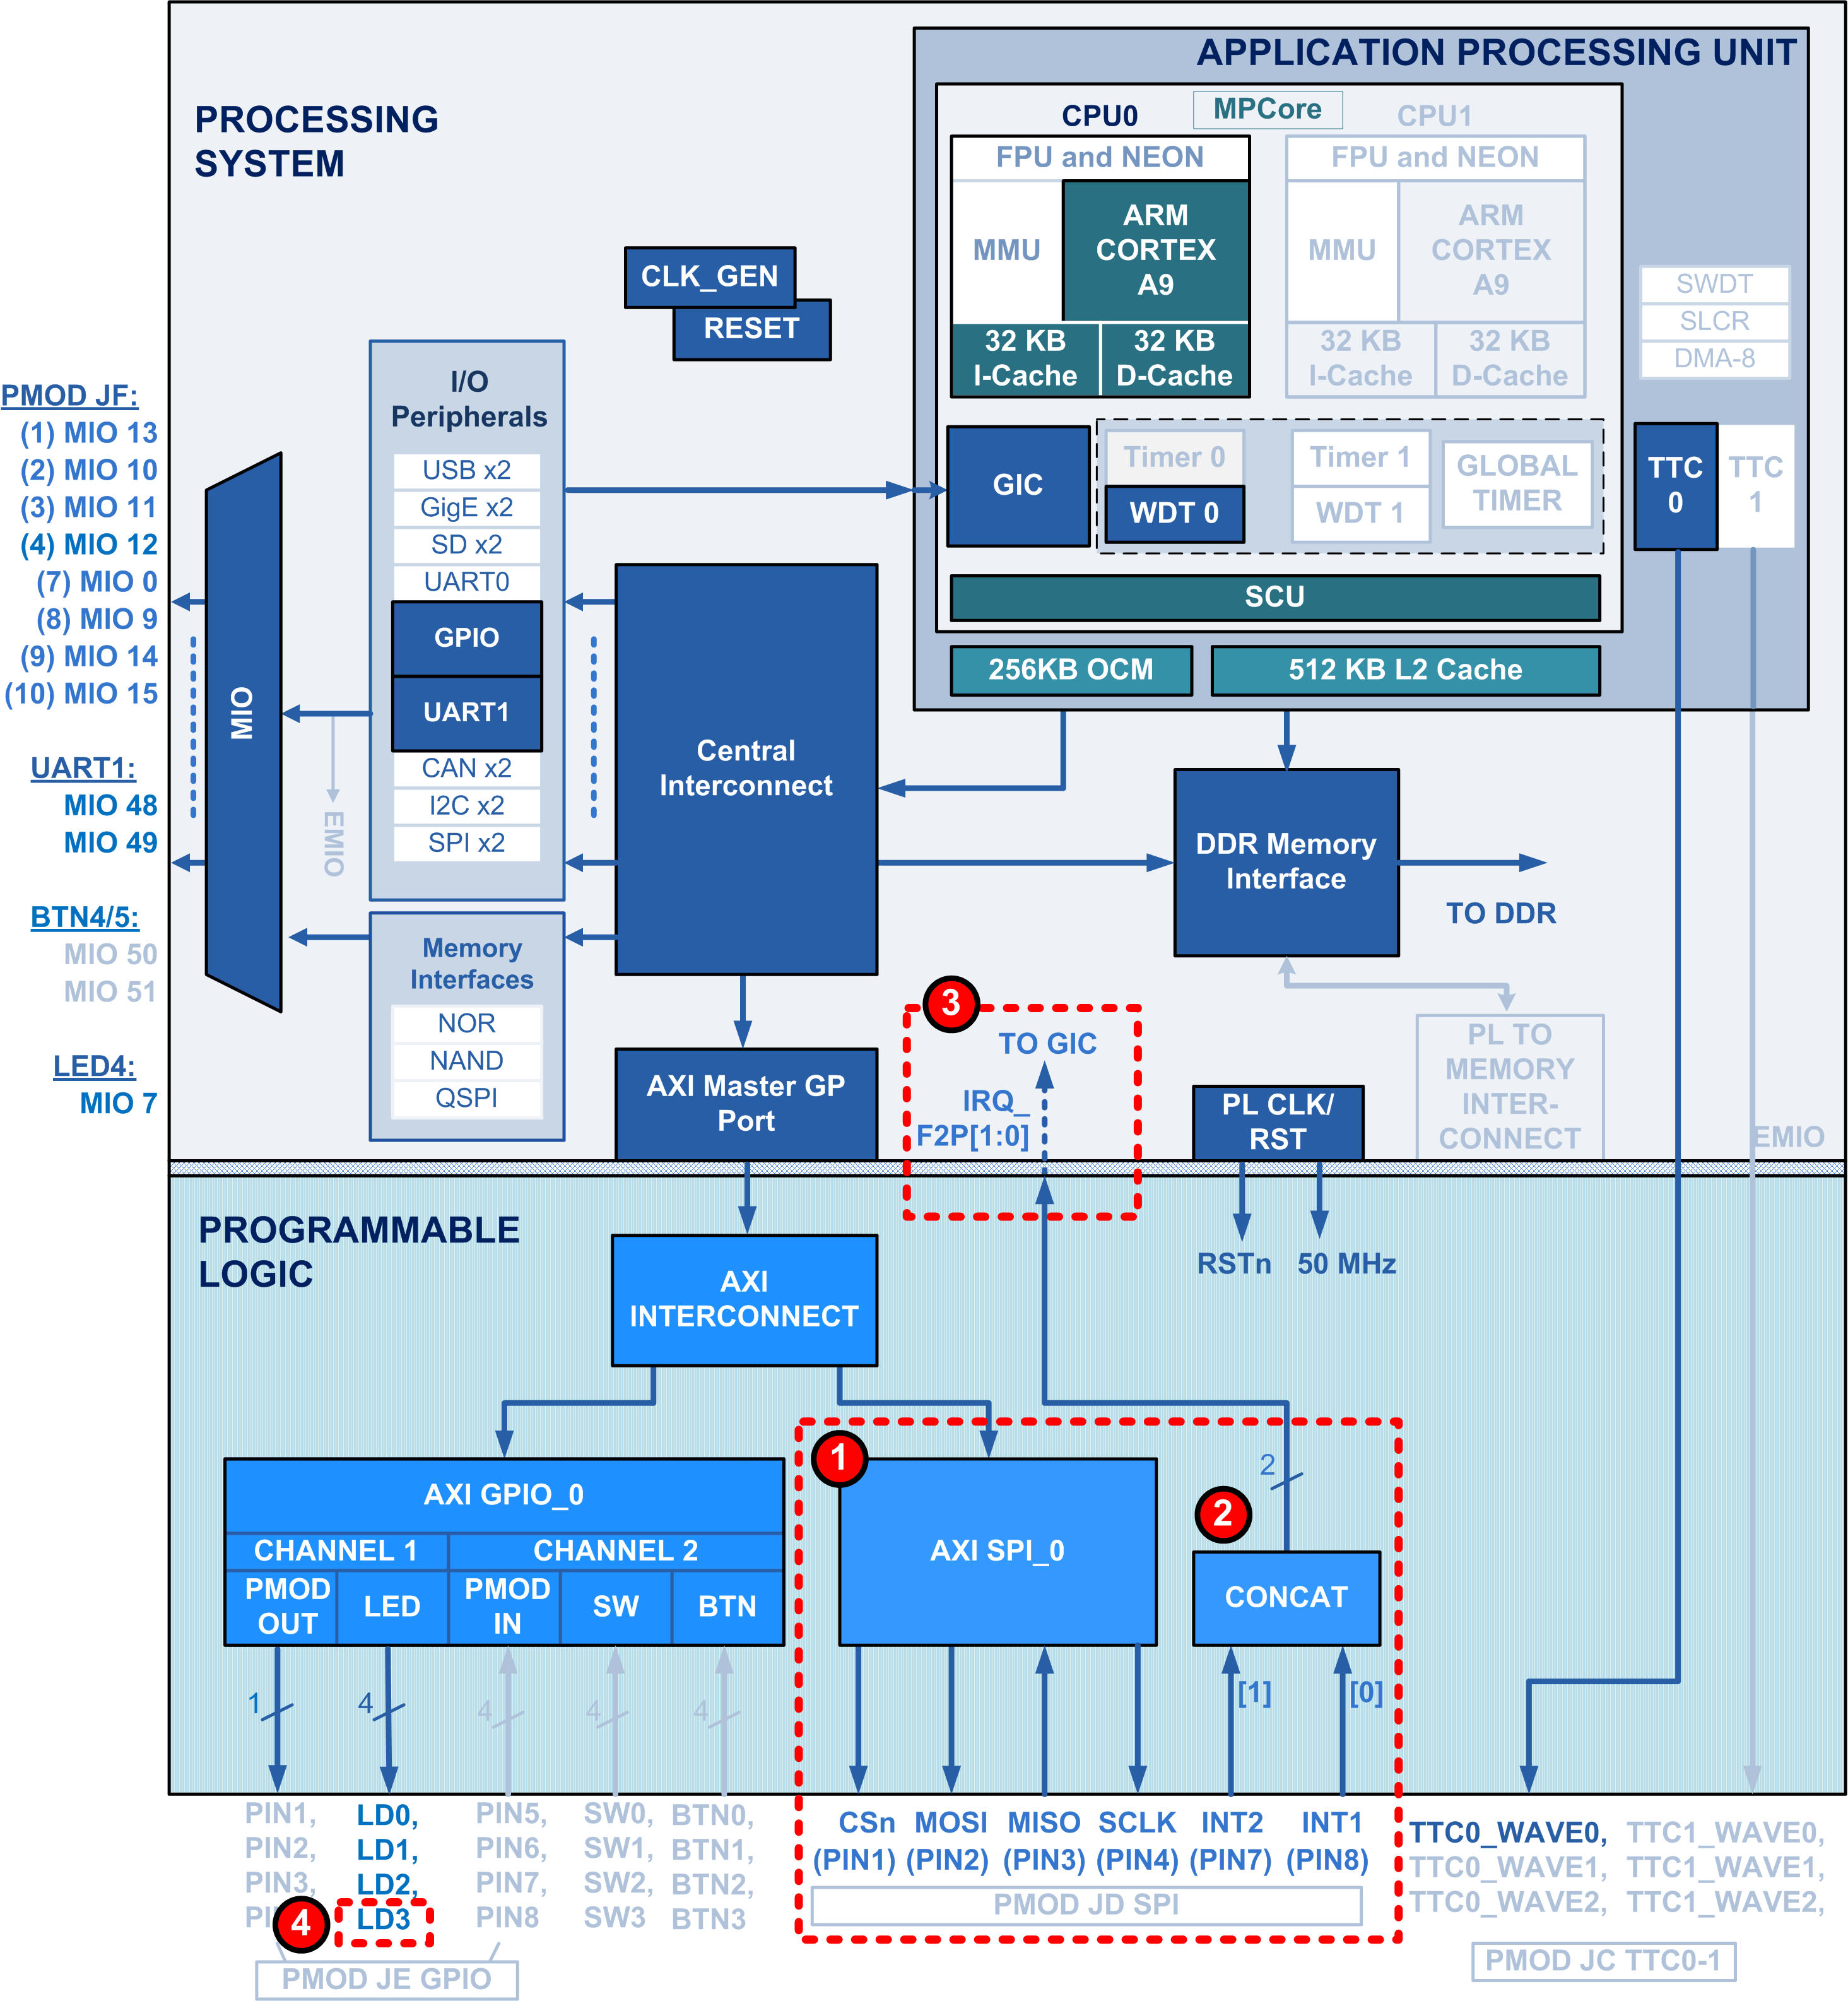 APPLICATION PROCESSING UNIT
PROCESSING
SYSTEM
CPU0
MPCore
CPU1
FPU and NEON
MMU
ARM
CORTEX
A9
32 KB
I-Cache
32 KB
D-Cache
FPU and NEON
MMU
ARM
CORTEX
A9
32 KB
I-Cache
32 KB
D-Cache
SWDT
SLCR
DMA-8
CLK_GEN
RESET
GIC
Timer 0
WDT 0
Timer 1
WDT 1
GLOBAL
TIMER
TTC
0
TTC
1
SCU
256KB OCM
512 KB L2 Cache
PMOD JF:
(1) MIO 13
(2) MIO 10
(3) MIO 11
(4) MIO 12
(7) MIO 0
(8) MIO 9
(9) MIO 14
(10) MIO 15
UART1:
MIO 48
MIO 49
BTN4/5:
MIO 50
MIO 51
LED4:
MIO 7
MIO
I/O
Peripherals
USB x2
GigE x2
SD x2
UART0
GPIO
UART1
CAN x2
I2C x2
SPI x2
EMIO
Memory
Interfaces
NOR
NAND
QSPI
Central
Interconnect
DDR Memory
Interface
TO DDR
AXI Master GP
Port
3
TO GIC
IRQ_
F2P[1:0]
PL CLK/
RST
PL TO
MEMORY
INTER-
CONNECT
EMIO
RSTn
50 MHz
PROGRAMMABLE
LOGIC
AXI
INTERCONNECT
AXI GPIO_0
CHANNEL 1
CHANNEL 2
PMOD
OUT
LED
PMOD
IN
SW
BTN
1
4
4
4
4
1
AXI SPI_0
2
2
CONCAT
[1]
[0]
PIN1,
PIN2,
PIN3,
LD0,
LD1,
LD2,
LD3
4
PIN5,
PIN6,
PIN7,
PIN8
SW0,
SW1,
SW2,
SW3
BTN0,
BTN1,
BTN2,
BTN3
PMOD JE GPIO
CSn
(PIN1)
MOSI
(PIN2)
MISO
(PIN3)
SCLK
(PIN4)
INT2
(PIN7)
INT1
(PIN8)
PMOD JD SPI
TTC0_WAVE0,
TTC0_WAVE1,
TTC0_WAVE2,
TTC1_WAVE0,
TTC1_WAVE1,
TTC1_WAVE2,
PMOD JC TTC0-1